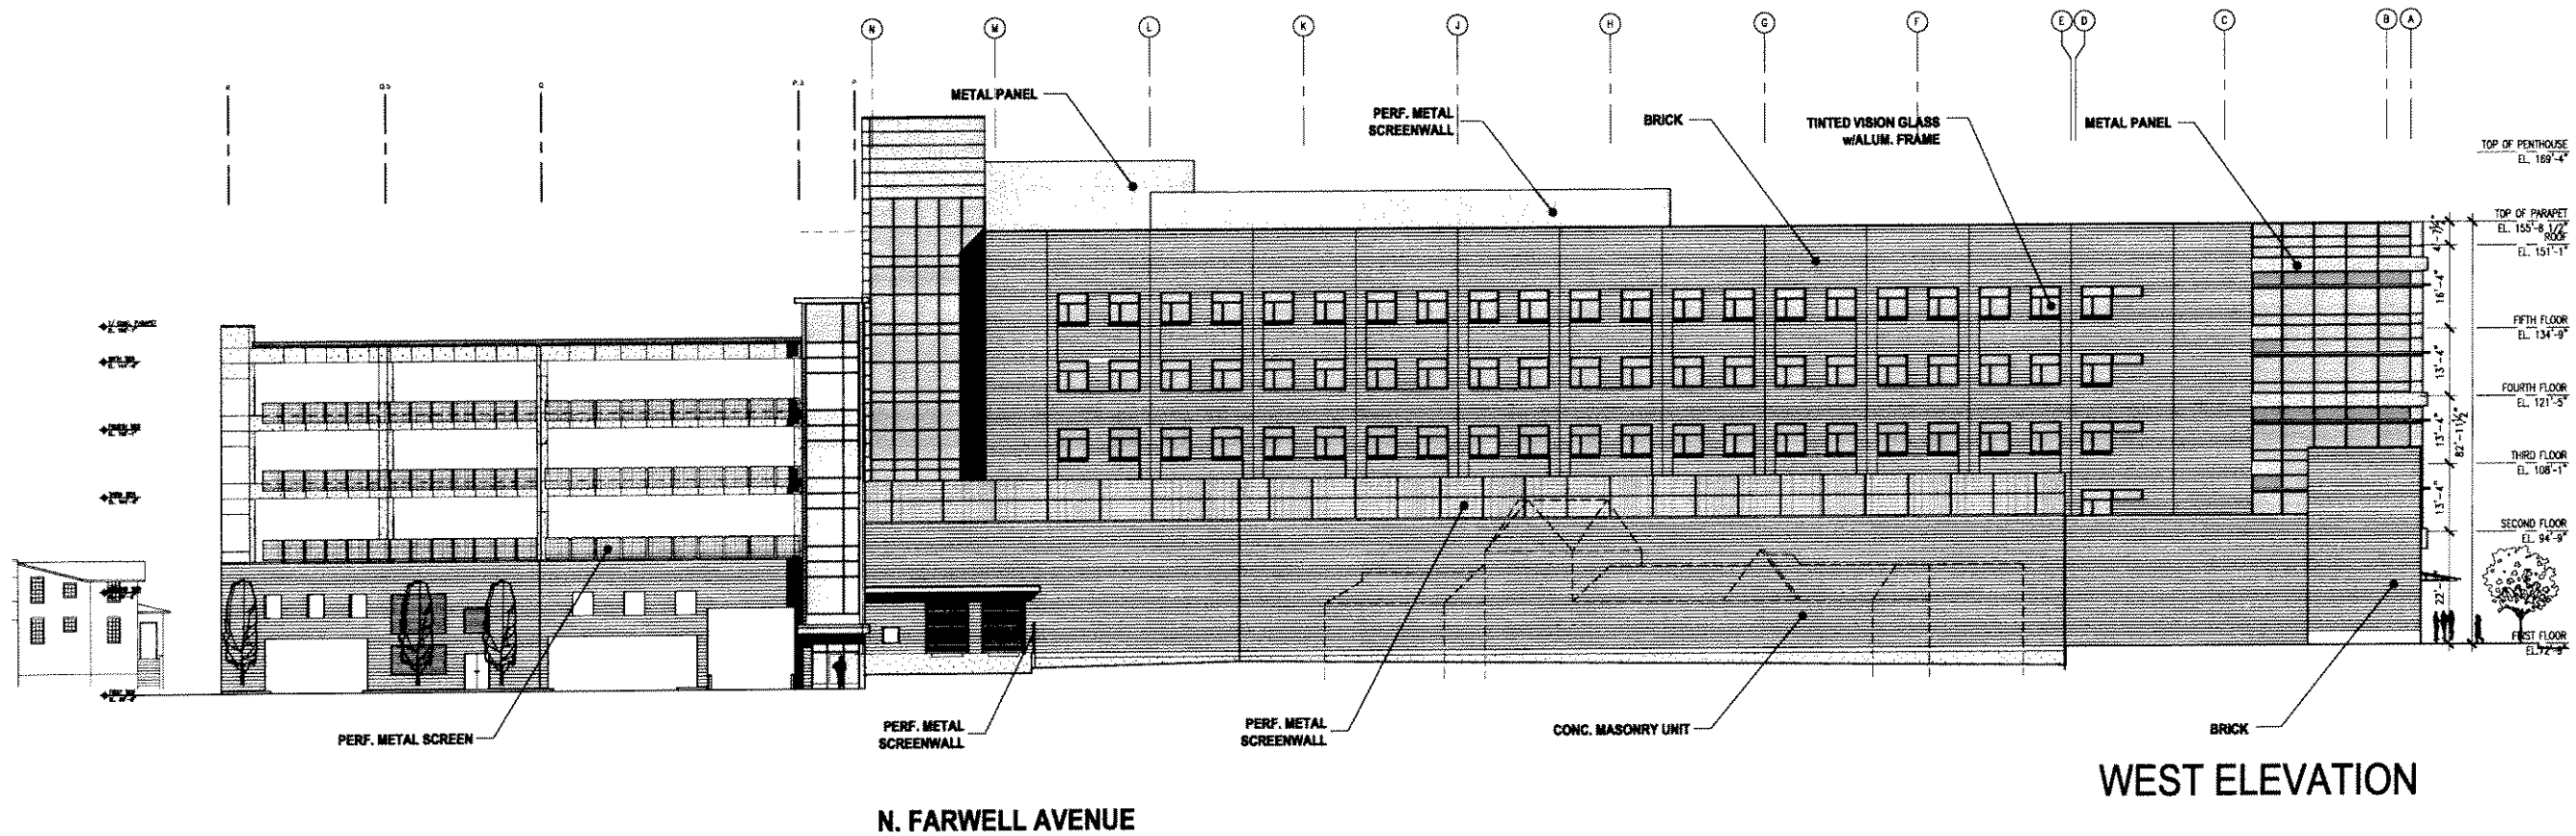 N
M
L
K
J
H
G
F
E
D
C
B
A
METAL PANEL
PERF. METAL
SCREENWALL
BRICK
TINTED VISION GLASS
w/ALUM. FRAME
METAL PANEL
TOP OF PENTHOUSE
EL. 169'-4"
TOP OF PARAPET
EL. 155'-8 1/2"
ROOF
EL. 151'-1"
FIFTH FLOOR
EL. 134'-9"
FOURTH FLOOR
EL. 121'-5"
THIRD FLOOR
EL. 108'-1"
SECOND FLOOR
EL. 94'-9"
FIRST FLOOR
EL. 72'-9"
4'-7½"
16'-4"
13'-4"
13'-4"
13'-4"
22'
82'-11½"
PERF. METAL SCREEN
PERF. METAL
SCREENWALL
PERF. METAL
SCREENWALL
CONC. MASONRY UNIT
BRICK
WEST ELEVATION
N. FARWELL AVENUE